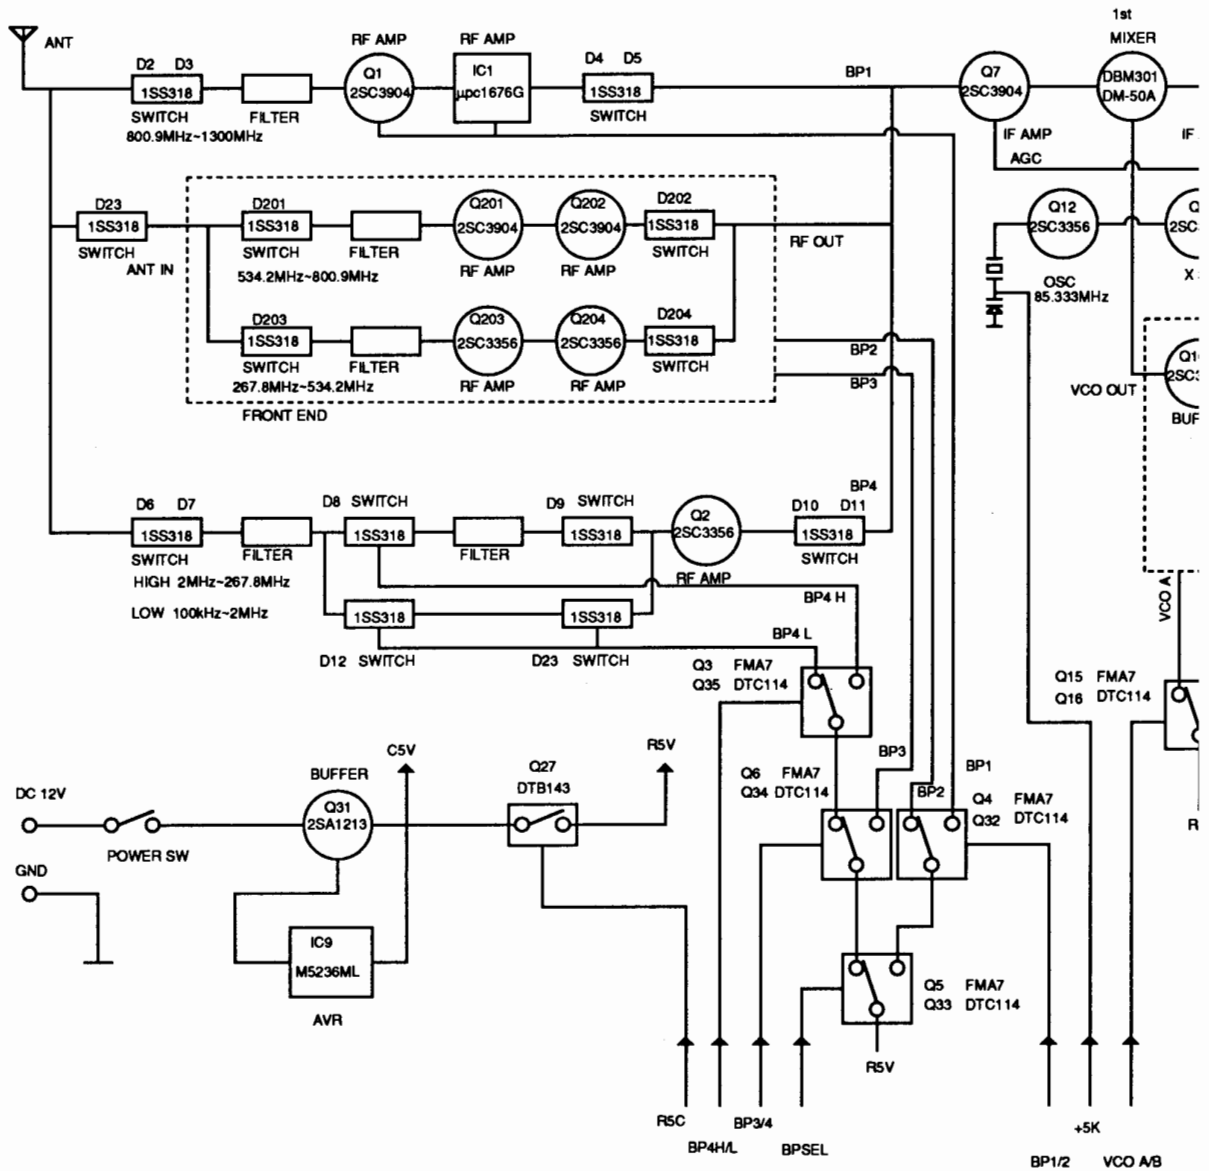 1st
MIXER
ANT
RF AMP
RF AMP
D2 D3
D4 D5
BP1
Q1
2SC3904
IC1
µpc1676G
1SS318
1SS318
Q7
2SC3904
DBM301
DM-50A
SWITCH
FILTER
SWITCH
800.9MHz~1300MHz
IF AMP
IF
AGC
D23
1SS318
SWITCH
ANT IN
D201
1SS318
SWITCH
FILTER
534.2MHz~800.9MHz
Q201
2SC3904
RF AMP
Q202
2SC3904
RF AMP
D202
1SS318
SWITCH
RF OUT
Q12
2SC3356
OSC
85.333MHz
Q
2SC
X
D203
1SS318
SWITCH
FILTER
267.8MHz~534.2MHz
Q203
2SC3356
RF AMP
Q204
2SC3356
RF AMP
D204
1SS318
SWITCH
FRONT END
BP2
BP3
VCO OUT
Q1
2SC3
BUF
D6 D7
1SS318
SWITCH
FILTER
D8 SWITCH
1SS318
FILTER
D9 SWITCH
1SS318
Q2
2SC3356
RF AMP
BP4
D10 D11
1SS318
SWITCH
HIGH 2MHz~267.8MHz
LOW 100kHz~2MHz
1SS318
1SS318
D12 SWITCH
D23 SWITCH
BP4 H
BP4 L
VCO A
Q3 FMA7
Q35 DTC114
Q15 FMA7
Q16 DTC114
C5V
R5V
BP3
BP1
DC 12V
POWER SW
BUFFER
Q31
2SA1213
Q27
DTB143
Q6 FMA7
Q34 DTC114
BP2
Q4 FMA7
Q32 DTC114
R
GND
IC9
M5236ML
AVR
Q5 FMA7
Q33 DTC114
R5V
R5C
BP4H/L
BP3/4
BPSEL
+5K
BP1/2
VCO A/B